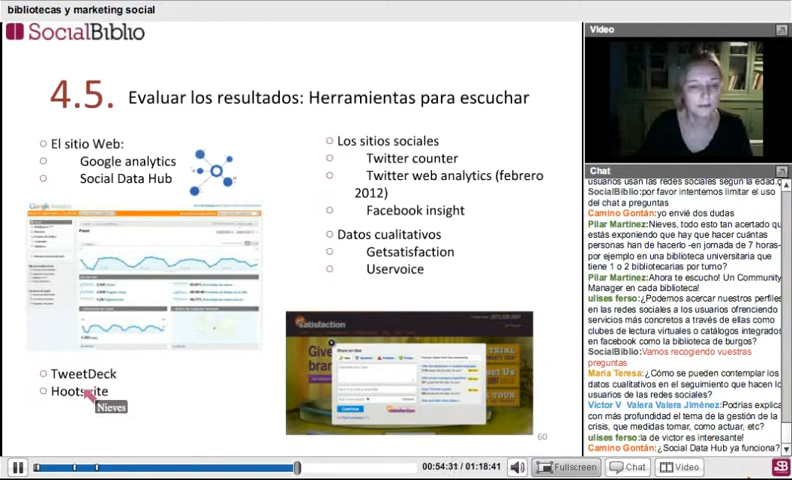 bibliotecas y marketing social
SocialBiblio
4.5. Evaluar los resultados: Herramientas para escuchar
El sitio Web:
Google analytics
Social Data Hub
TweetDeck
Hootsuite
Nieves
Los sitios sociales
Twitter counter
Twitter web analytics (febrero
2012)
Facebook insight
Datos cualitativos
Getsatisfaction
Uservoice
satisfaction
Continue
60
Video
Chat
usuarios usan las redes sociales según la edad.
SocialBiblio:por favor intentemos limitar el uso
del chat a preguntas
Camino Gontán:yo envié dos dudas
Pilar Martinez:Nieves, todo esto tan acertado qu
estás exponiendo que hay que hacer cuántas
personas han de hacerlo -en jornada de 7 horas-
por ejemplo en una biblioteca universitaria que
tiene 1 o 2 bibliotecarias por turno?
Pilar Martinez:Ahora te escucho! Un Community
Manager en cada biblioteca!
ulises ferso:¿Podemos acercar nuestros perfiles
en las redes sociales a los usuarios ofreciendo
servicios más concretos a través de ellas como
clubes de lectura virtuales o catálogos integrados
en facebook como la biblioteca de burgos?
SocialBiblio:Vamos recogiendo vuestras
preguntas
Maria Teresa:¿Cómo se pueden contemplar los
datos cualitativos en el seguimiento que hacen lo
usuarios de las redes sociales?
Victor V Valera Valera Jiménez:Podrías explica
con más profundidad el tema de la gestión de la
crisis, que medidas tomar, como actuar, etc?
ulises ferso:la de victor es interesante!
Camino Gontán:¿Social Data Hub ya funciona?
00:54:31 / 01:18:41
Fullscreen
Chat
Video